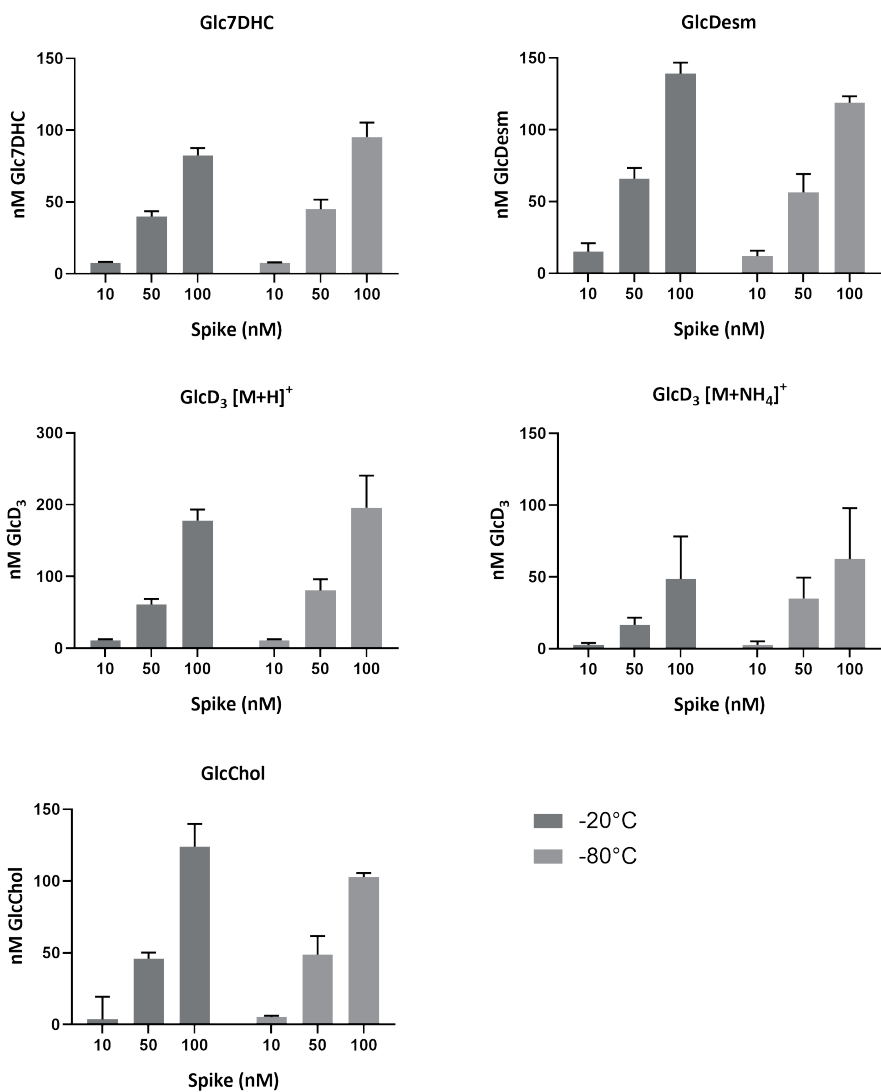 Glc7DHC
150
100
50
0
nM Glc7DHC
10 50 100 10 50 100
Spike (nM)
GlcDesm
150
100
50
0
nM GlcDesm
10 50 100 10 50 100
Spike (nM)
GlcD₃ [M+H]⁺
300
200
100
0
nM GlcD₃
10 50 100 10 50 100
Spike (nM)
GlcD₃ [M+NH₄]⁺
150
100
50
0
nM GlcD₃
10 50 100 10 50 100
Spike (nM)
GlcChol
150
100
50
0
nM GlcChol
10 50 100 10 50 100
Spike (nM)
-20°C
-80°C